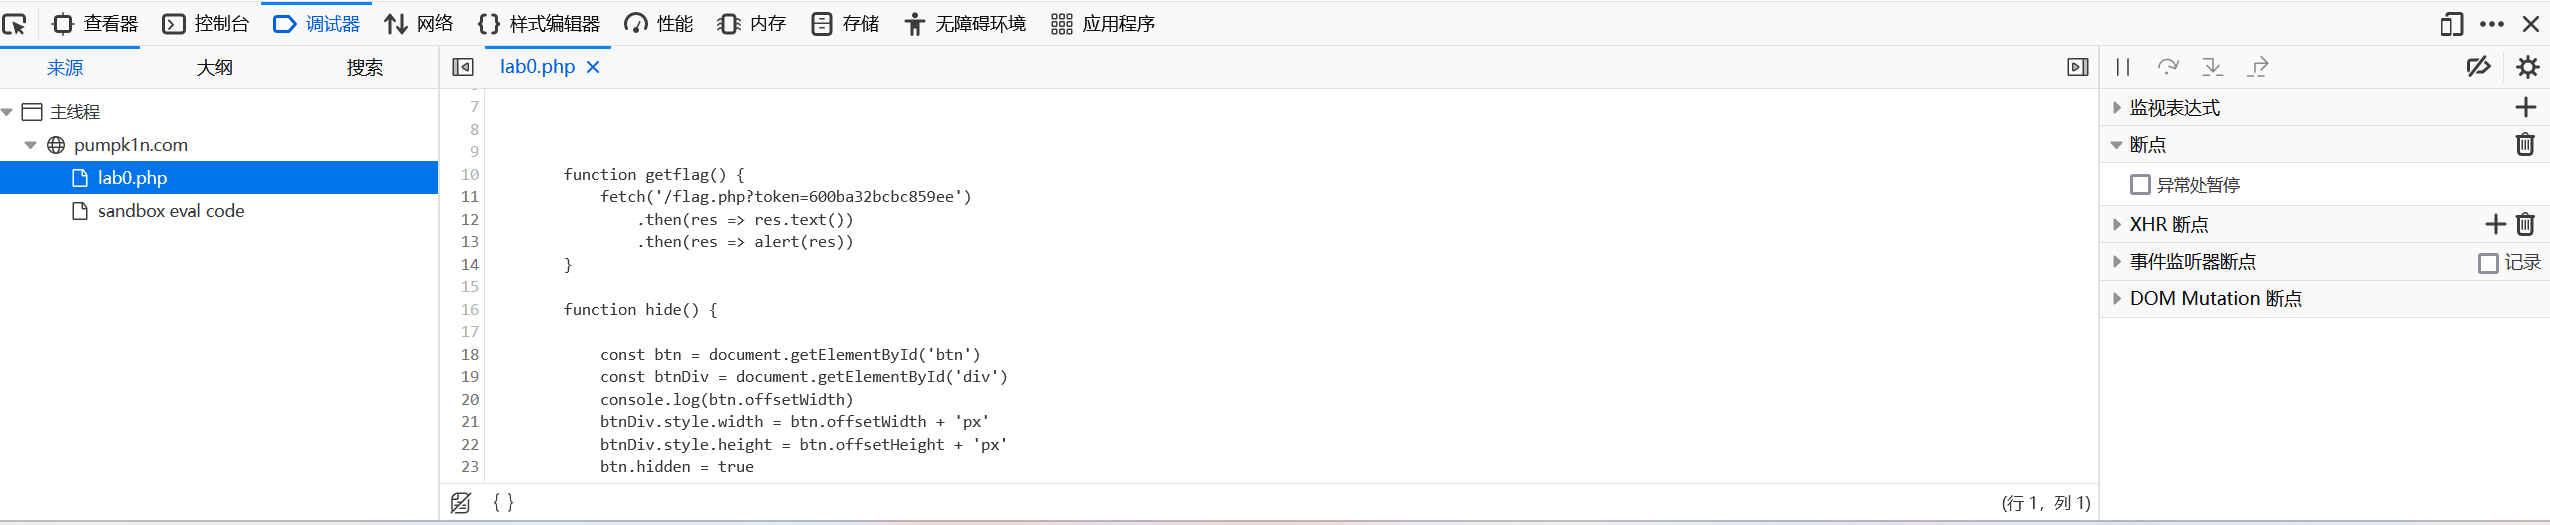 查看器 控制台 调试器 网络 样式编辑器 性能 内存 存储 无障碍环境 应用程序
来源 大纲 搜索
lab0.php
主线程
pumpk1n.com
lab0.php
sandbox eval code
7
8
9
10 function getflag() {
11 fetch('/flag.php?token=600ba32bcbc859ee')
12 .then(res => res.text())
13 .then(res => alert(res))
14 }
15
16 function hide() {
17
18 const btn = document.getElementById('btn')
19 const btnDiv = document.getElementById('div')
20 console.log(btn.offsetWidth)
21 btnDiv.style.width = btn.offsetWidth + 'px'
22 btnDiv.style.height = btn.offsetHeight + 'px'
23 btn.hidden = true
{ }
(行 1，列 1)
监视表达式
断点
异常处暂停
XHR 断点
事件监听器断点 记录
DOM Mutation 断点